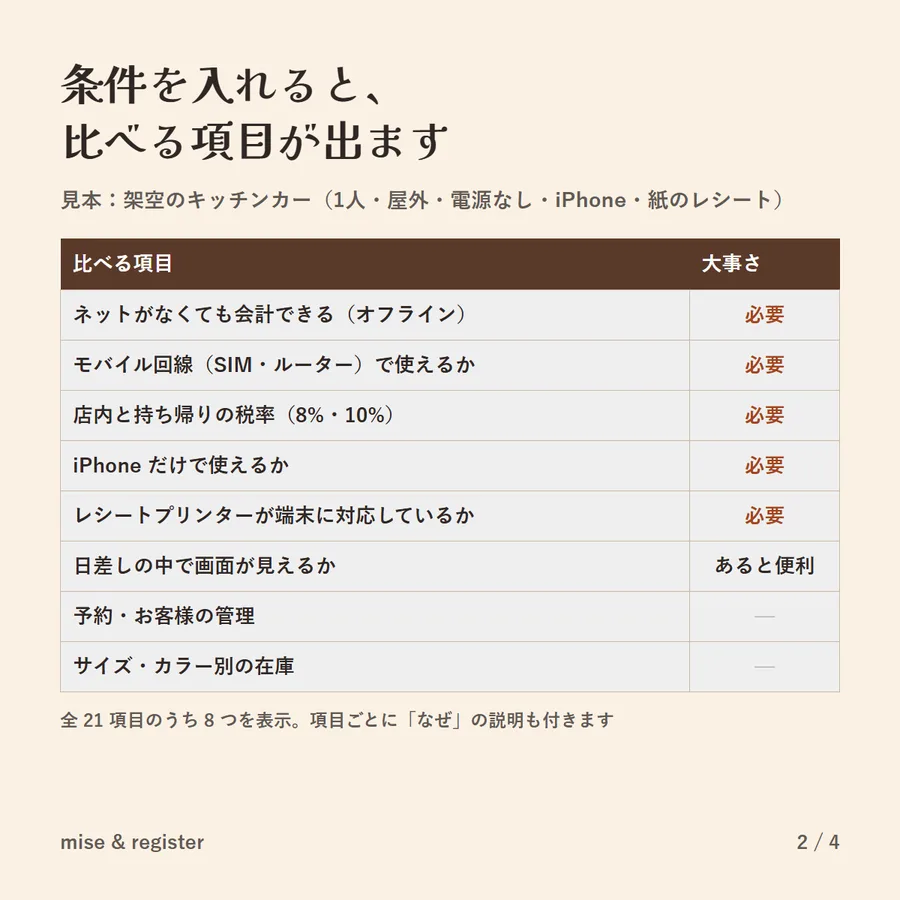 条件を入れると、
比べる項目が出ます
見本：架空のキッチンカー（1人・屋外・電源なし・iPhone・紙のレシート）
比べる項目 大事さ
ネットがなくても会計できる（オフライン） 必要
モバイル回線（SIM・ルーター）で使えるか 必要
店内と持ち帰りの税率（8%・10%） 必要
iPhone だけで使えるか 必要
レシートプリンターが端末に対応しているか 必要
日差しの中で画面が見えるか あると便利
予約・お客様の管理 —
サイズ・カラー別の在庫 —
全 21 項目のうち 8 つを表示。項目ごとに「なぜ」の説明も付きます
mise & register 2 / 4